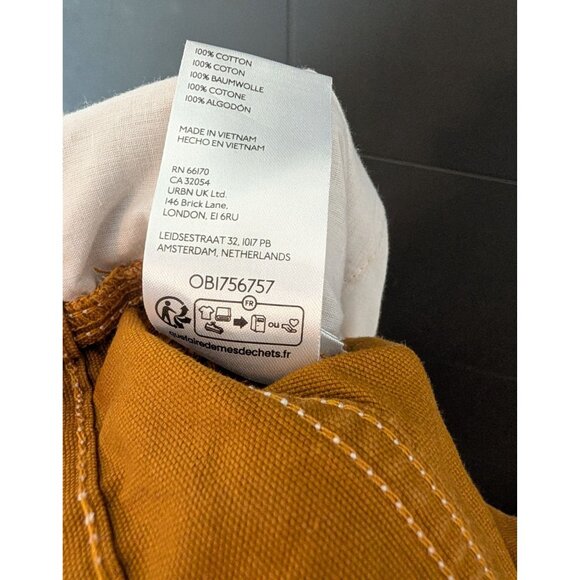 100% COTTON
100% COTON
100% BAUMWOLLE
100% COTONE
100% ALGODÓN
MADE IN VIETNAM
HECHO EN VIETNAM
RN 66170
CA 32054
URBN UK Ltd.
146 Brick Lane,
LONDON, E1 6RU
LEIDSESTRAAT 32, 1017 PB
AMSTERDAM, NETHERLANDS
OB1756757
FR
ou
quefairedemesdechets.fr